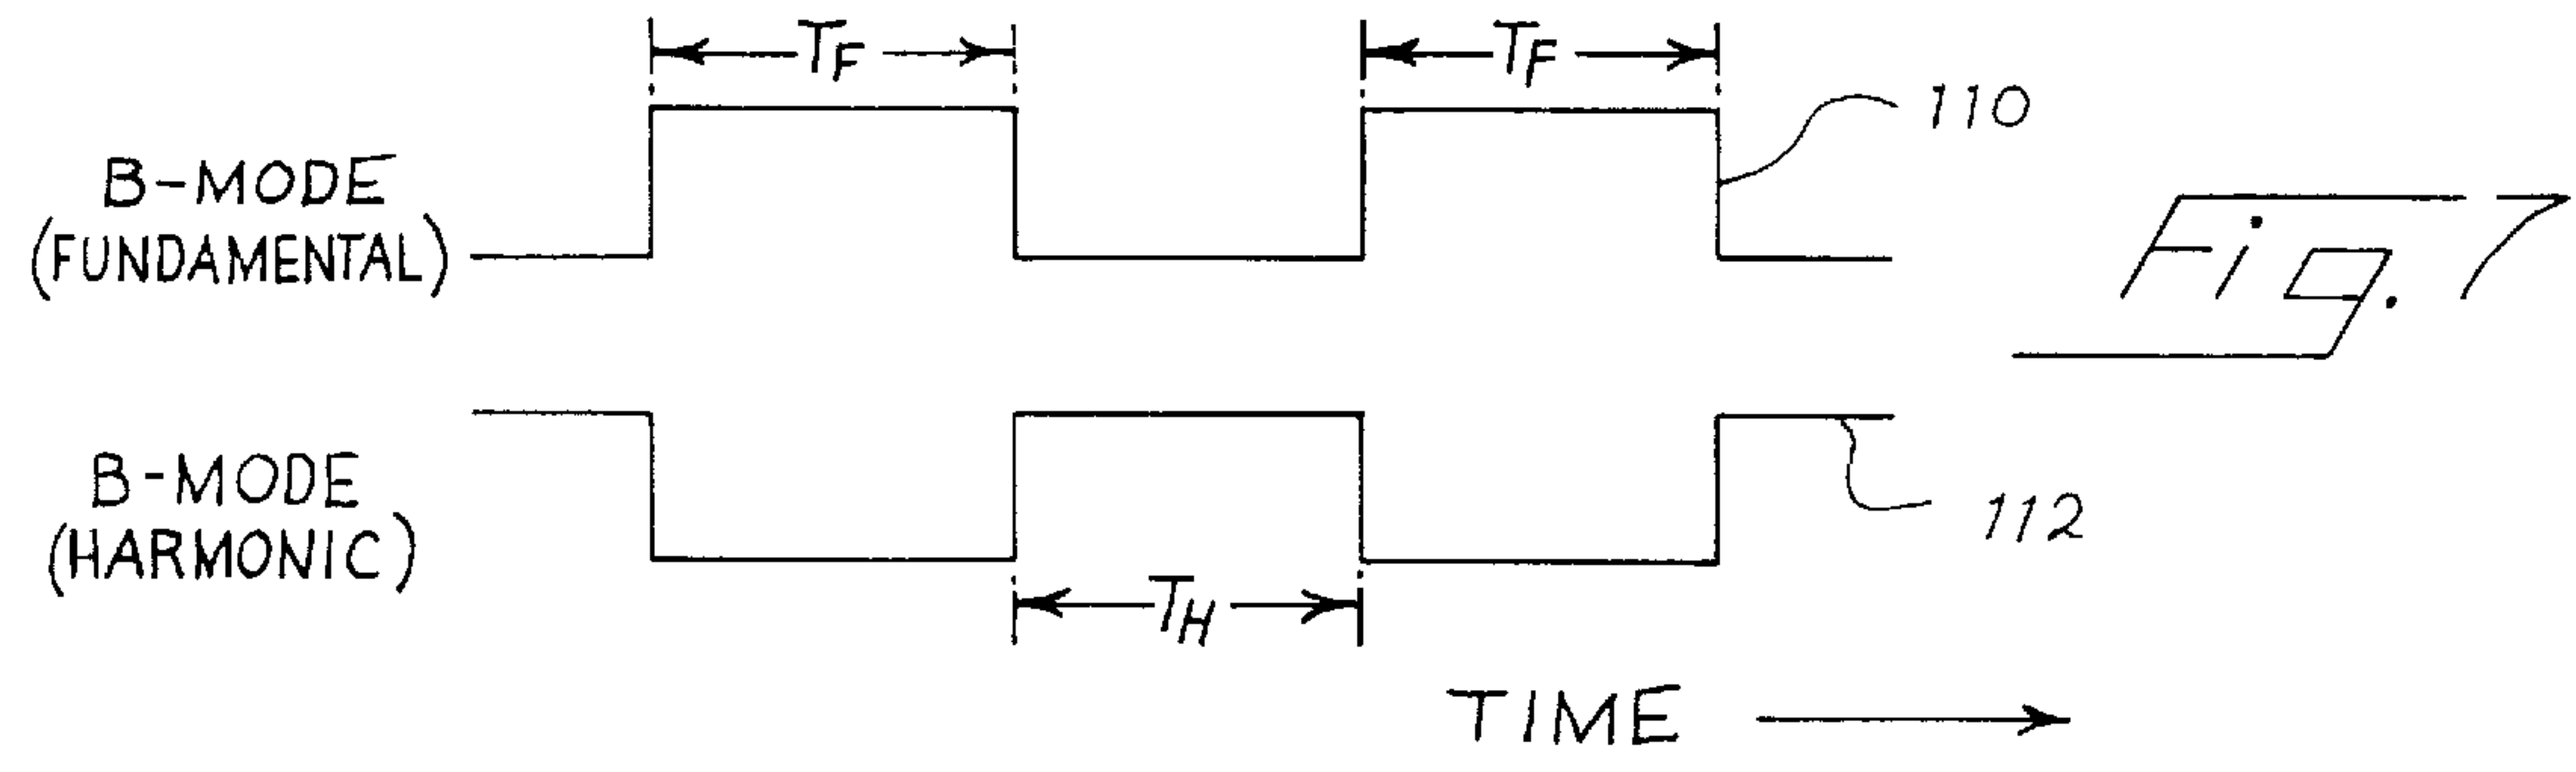 T_F
T_F
110
B-MODE
(FUNDAMENTAL)
Fig. 7
B-MODE
(HARMONIC)
112
T_H
TIME